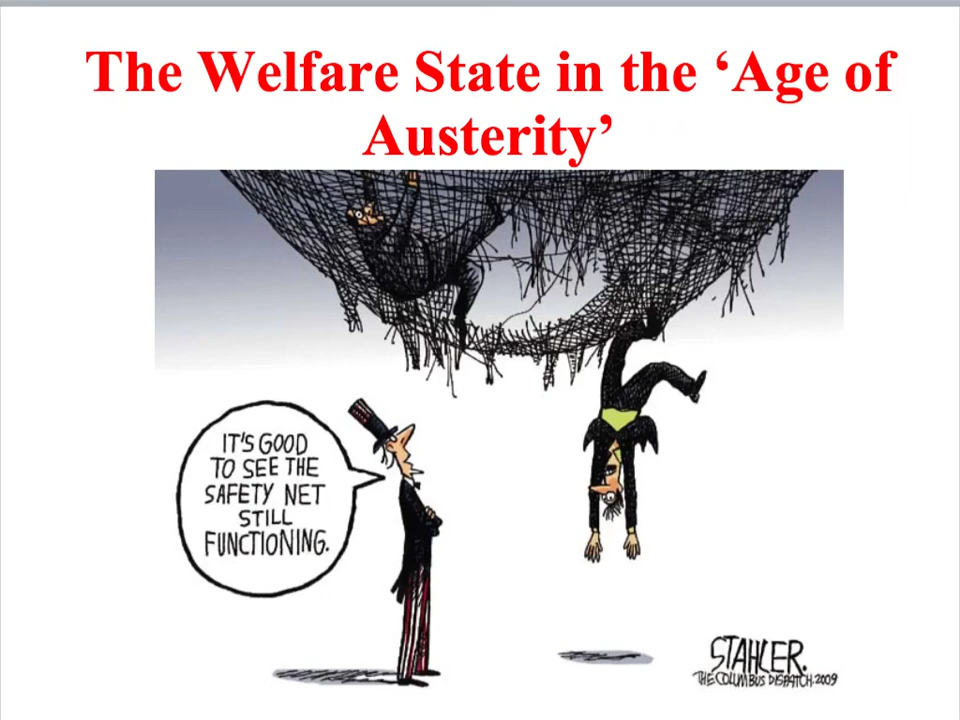 The Welfare State in the ‘Age of
Austerity’
IT'S GOOD
TO SEE THE
SAFETY NET
STILL
FUNCTIONING.
STAHLER.
THE COLUMBUS DISPATCH. 2009